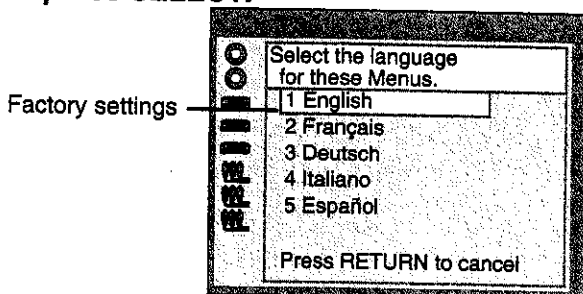 Select the language
for these Menus.
Factory settings
1 English
2 Français
3 Deutsch
4 Italiano
5 Español
Press RETURN to cancel